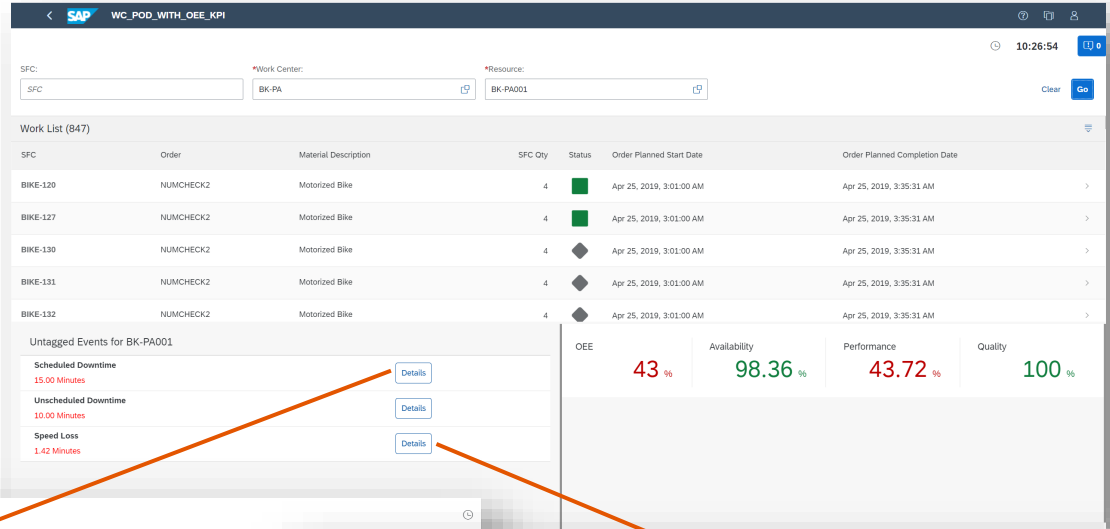 SAP WC_POD_WITH_OEE_KPI
10:26:54 0
SFC: *Work Center: *Resource:
SFC BK-PA BK-PA001 Clear Go
Work List (847)
SFC Order Material Description SFC Qty Status Order Planned Start Date Order Planned Completion Date
BIKE-120 NUMCHECK2 Motorized Bike 4 Apr 25, 2019, 3:01:00 AM Apr 25, 2019, 3:35:31 AM
BIKE-127 NUMCHECK2 Motorized Bike 4 Apr 25, 2019, 3:01:00 AM Apr 25, 2019, 3:35:31 AM
BIKE-130 NUMCHECK2 Motorized Bike 4 Apr 25, 2019, 3:01:00 AM Apr 25, 2019, 3:35:31 AM
BIKE-131 NUMCHECK2 Motorized Bike 4 Apr 25, 2019, 3:01:00 AM Apr 25, 2019, 3:35:31 AM
BIKE-132 NUMCHECK2 Motorized Bike 4 Apr 25, 2019, 3:01:00 AM Apr 25, 2019, 3:35:31 AM
Untagged Events for BK-PA001
Scheduled Downtime
15.00 Minutes
Details
Unscheduled Downtime
10.00 Minutes
Details
Speed Loss
1.42 Minutes
Details
OEE Availability Performance Quality
43 % 98.36 % 43.72 % 100 %